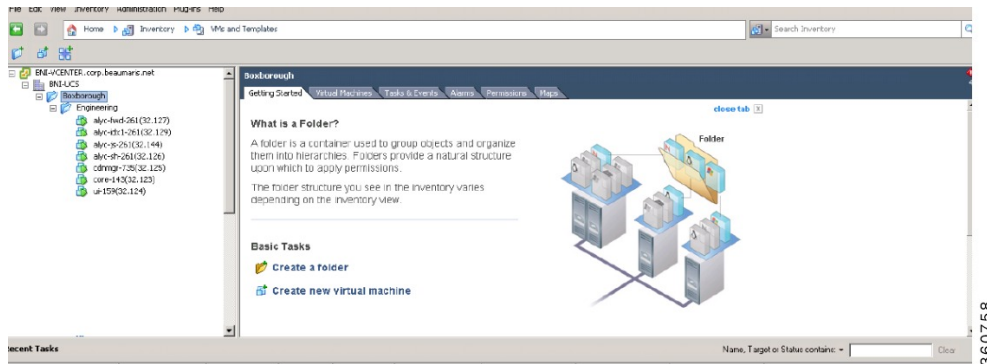 File Edit View Inventory Administration Plug-ins Help
Home Inventory VMs and Templates
Search Inventory
BNI-VCENTER.corp.beaumaris.net
BNI-UCS
Boxborough
Engineering
alyc-fwd-261(32.127)
alyc-idx1-261(32.129)
alyc-js-261(32.144)
alyc-sh-261(32.126)
cdnmgr-735(32.125)
core-143(32.123)
ui-159(32.124)
Boxborough
Getting Started Virtual Machines Tasks & Events Alarms Permissions Maps
close tab
What is a Folder?
A folder is a container used to group objects and organize
them into hierarchies. Folders provide a natural structure
upon which to apply permissions.
The folder structure you see in the inventory varies
depending on the inventory view.
Basic Tasks
Create a folder
Create new virtual machine
Folder
Recent Tasks
Name, Target or Status contains:
Clear
360758